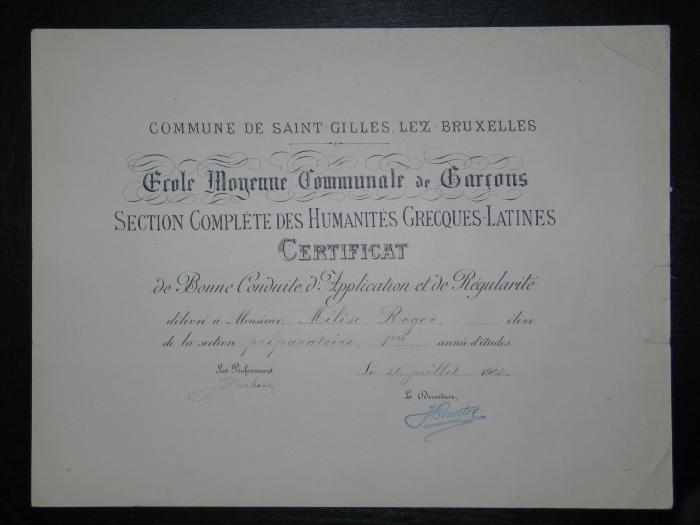 COMMUNE DE SAINT-GILLES, LEZ-BRUXELLES
Ecole Moyenne Communale de Garçons
SECTION COMPLÈTE DES HUMANITÉS GRECQUES-LATINES
CERTIFICAT
de Bonne Conduite, d'Application et de Régularité
délivré à Monsieur, Mélise, Roger, élève
de la section préparatoire, 1re année d'études.
Les Professeurs, Le 26 juillet 1902.
Le Directeur,